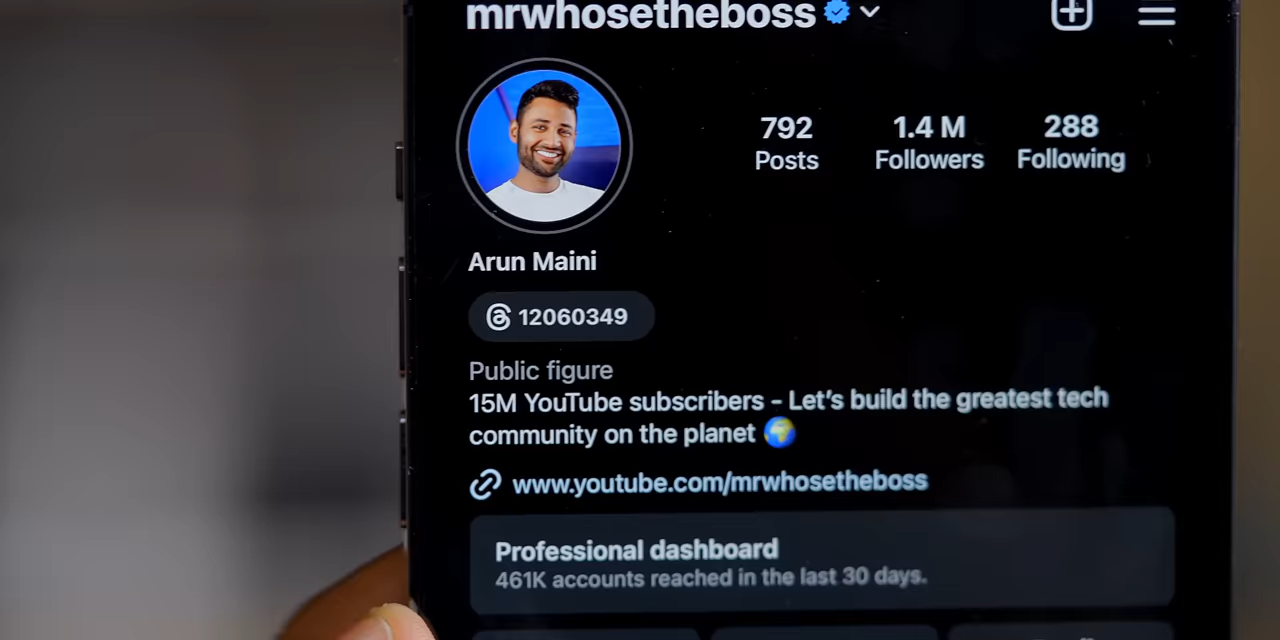 mrwhosetheboss
792 1.4 M 288
Posts Followers Following
Arun Maini
12060349
Public figure
15M YouTube subscribers - Let’s build the greatest tech
community on the planet 🌍
www.youtube.com/mrwhosetheboss
Professional dashboard
461K accounts reached in the last 30 days.